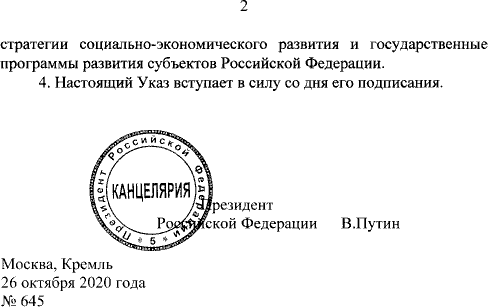 2
стратегии социально-экономического развития и государственные
программы развития субъектов Российской Федерации.
4. Настоящий Указ вступает в силу со дня его подписания.
Президент Российской Федерации
КАНЦЕЛЯРИЯ
* 5 *
Президент
Российской Федерации В.Путин
Москва, Кремль
26 октября 2020 года
№ 645